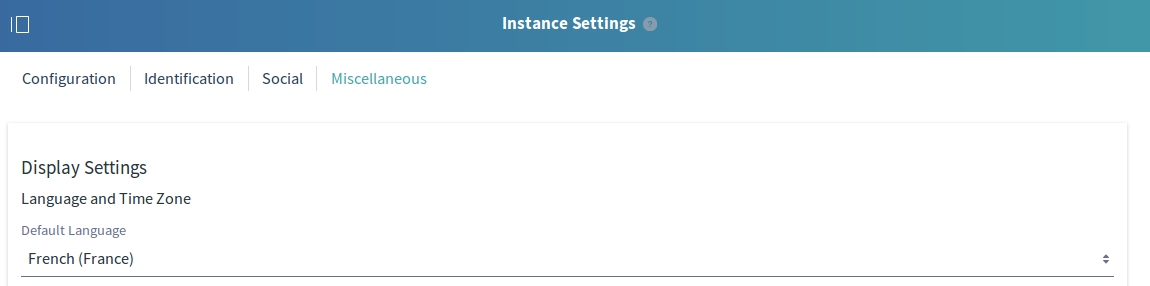 Instance Settings ?
Configuration Identification Social Miscellaneous
Display Settings
Language and Time Zone
Default Language
French (France)